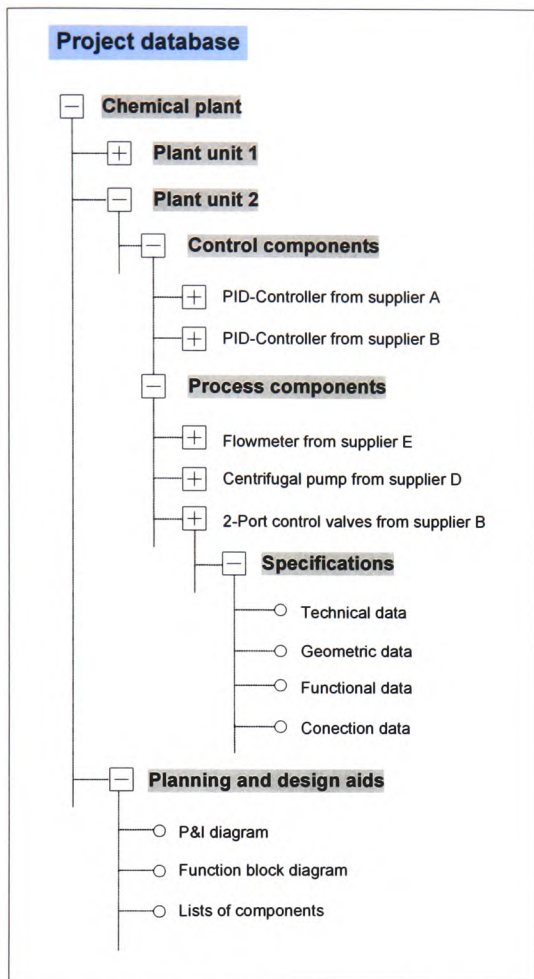 Project database
Chemical plant
Plant unit 1
Plant unit 2
Control components
PID-Controller from supplier A
PID-Controller from supplier B
Process components
Flowmeter from supplier E
Centrifugal pump from supplier D
2-Port control valves from supplier B
Specifications
Technical data
Geometric data
Functional data
Conection data
Planning and design aids
P&I diagram
Function block diagram
Lists of components